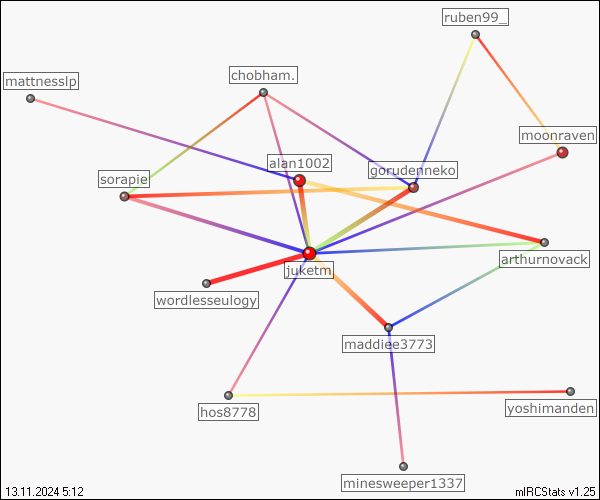 ruben99_
mattnesslp
chobham.
moonraven
alan1002
gorudenneko
sorapie
arthurnovack
juketm
wordlesseulogy
maddiee3773
hos8778
yoshimanden
minesweeper1337
13.11.2024 5:12
mIRCStats v1.25